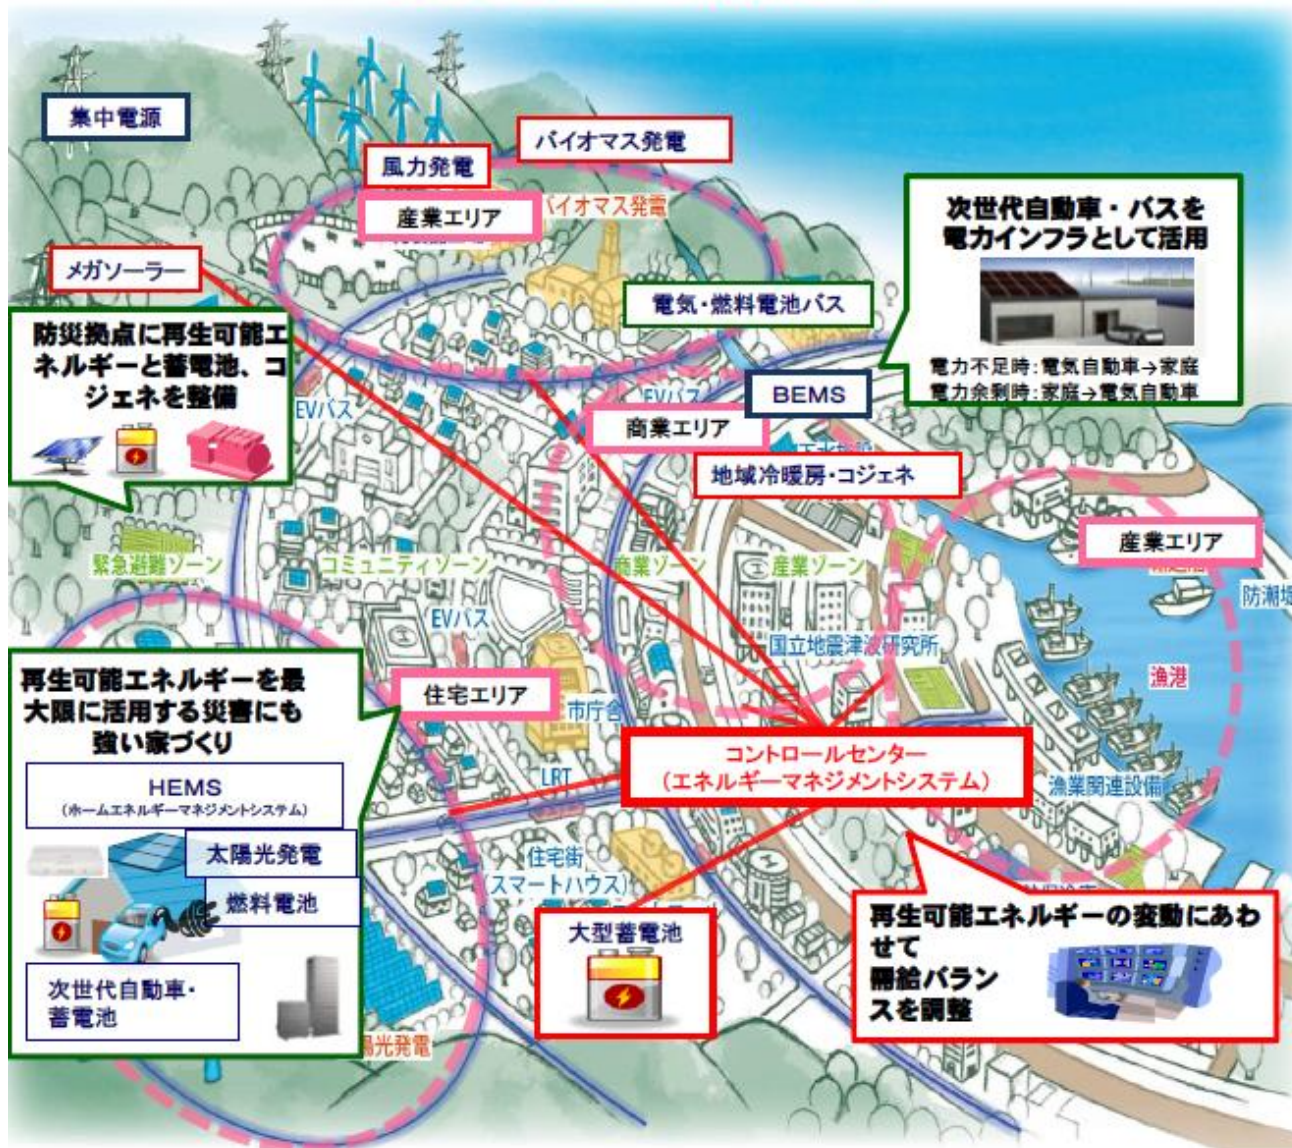 集中電源
バイオマス発電
風力発電
産業エリア
バイオマス発電
メガソーラー
次世代自動車・バスを
電力インフラとして活用
電力不足時：電気自動車→家庭
電力余剰時：家庭→電気自動車
電気・燃料電池バス
防災拠点に再生可能エ
ネルギーと蓄電池、コ
ジェネを整備
EVバス
EVバス
BEMS
商業エリア
地域冷暖房・コジェネ
産業エリア
緊急避難ゾーン
コミュニティゾーン
商業ゾーン
産業ゾーン
防潮堤
EVバス
国立地震津波研究所
漁港
再生可能エネルギーを最
大限に活用する災害にも
強い家づくり
住宅エリア
市庁舎
コントロールセンター
（エネルギーマネジメントシステム）
LRT
漁業関連設備
HEMS
（ホームエネルギーマネジメントシステム）
太陽光発電
燃料電池
次世代自動車・
蓄電池
住宅街
スマートハウス）
大型蓄電池
再生可能エネルギーの変動にあわ
せて
需給バラン
スを調整
陽光発電